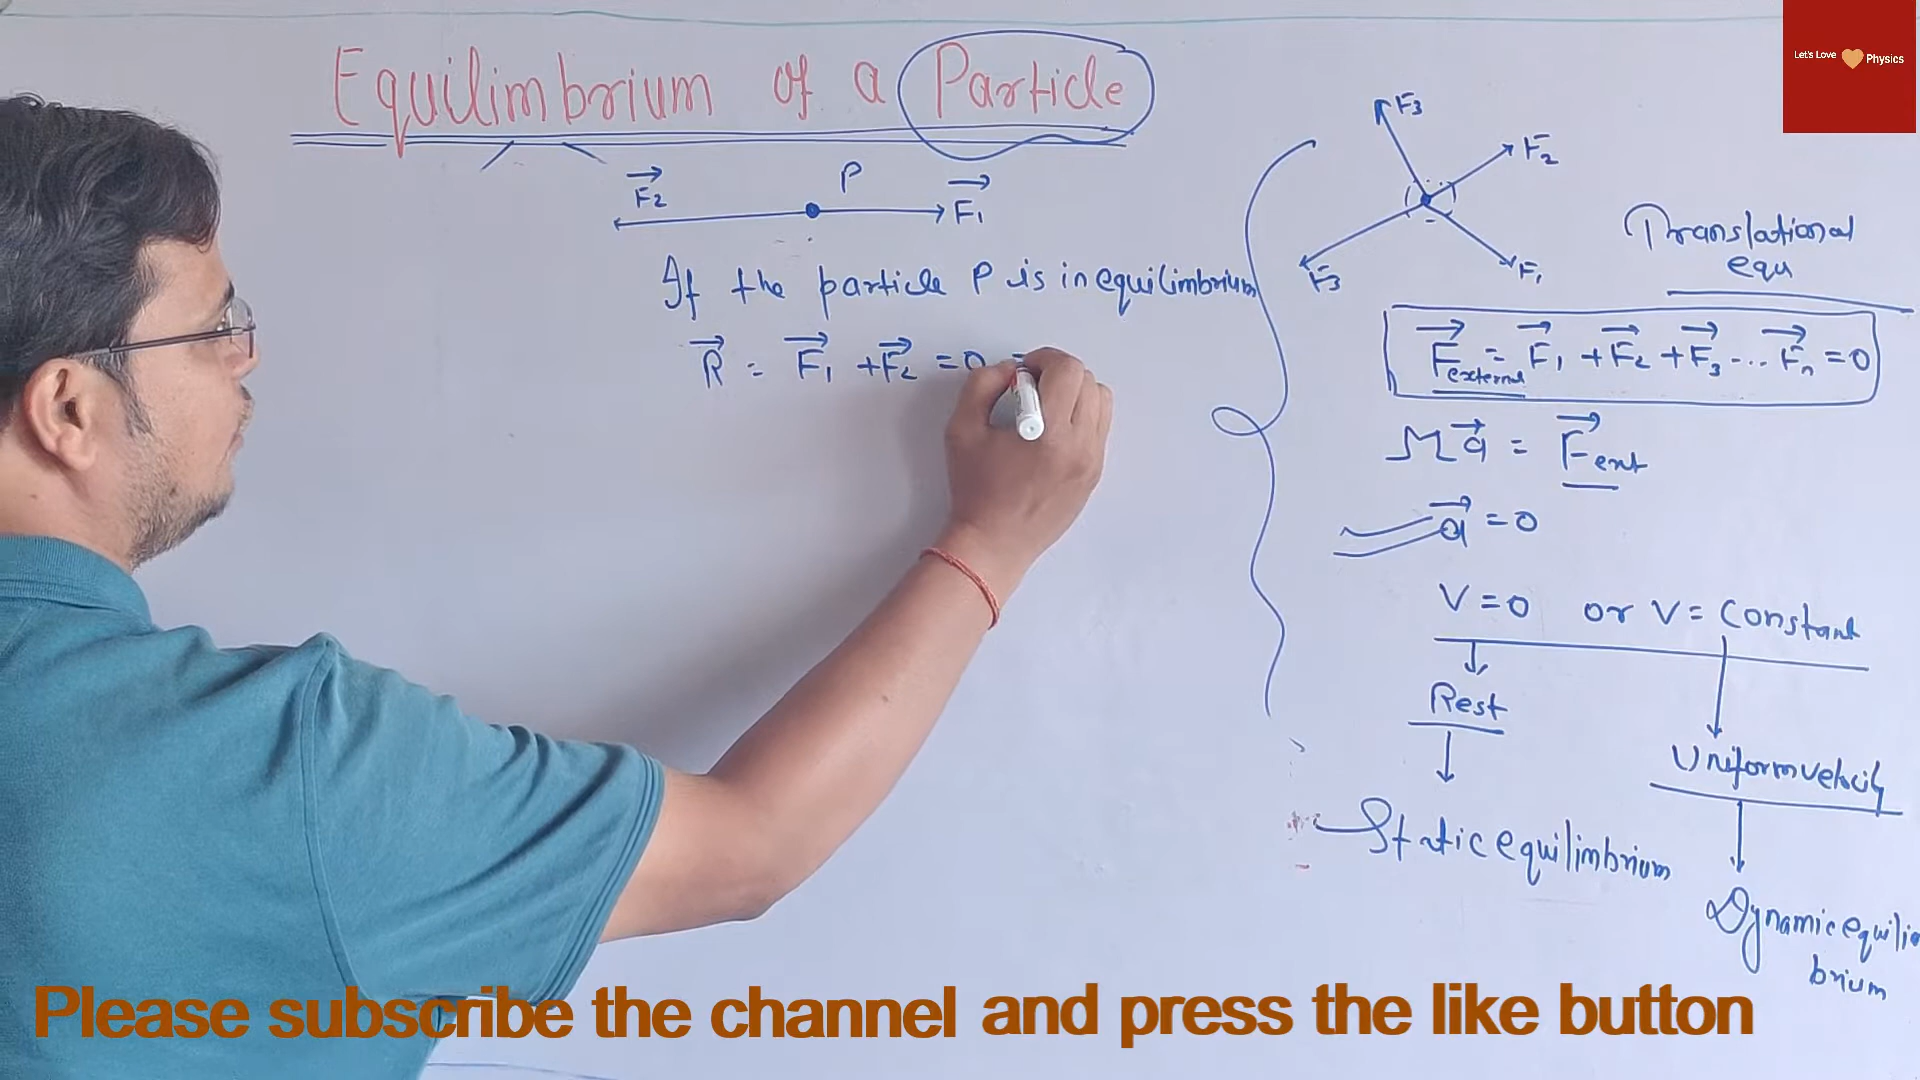 Equilimbrium of a Particle
F2 P F1
If the particle P is in equilimbrium
R = F1 + F2 = 0
F3
F2
F3
F1
Translational
equ
Fexternal = F1 + F2 + F3 ... Fn = 0
Ma = Fext
a = 0
V = 0 or V = Constant
Rest
Uniform velocity
Static equilimbrium
Dynamic equilim
brium
Let's Love Physics
Please subscribe the channel and press the like button